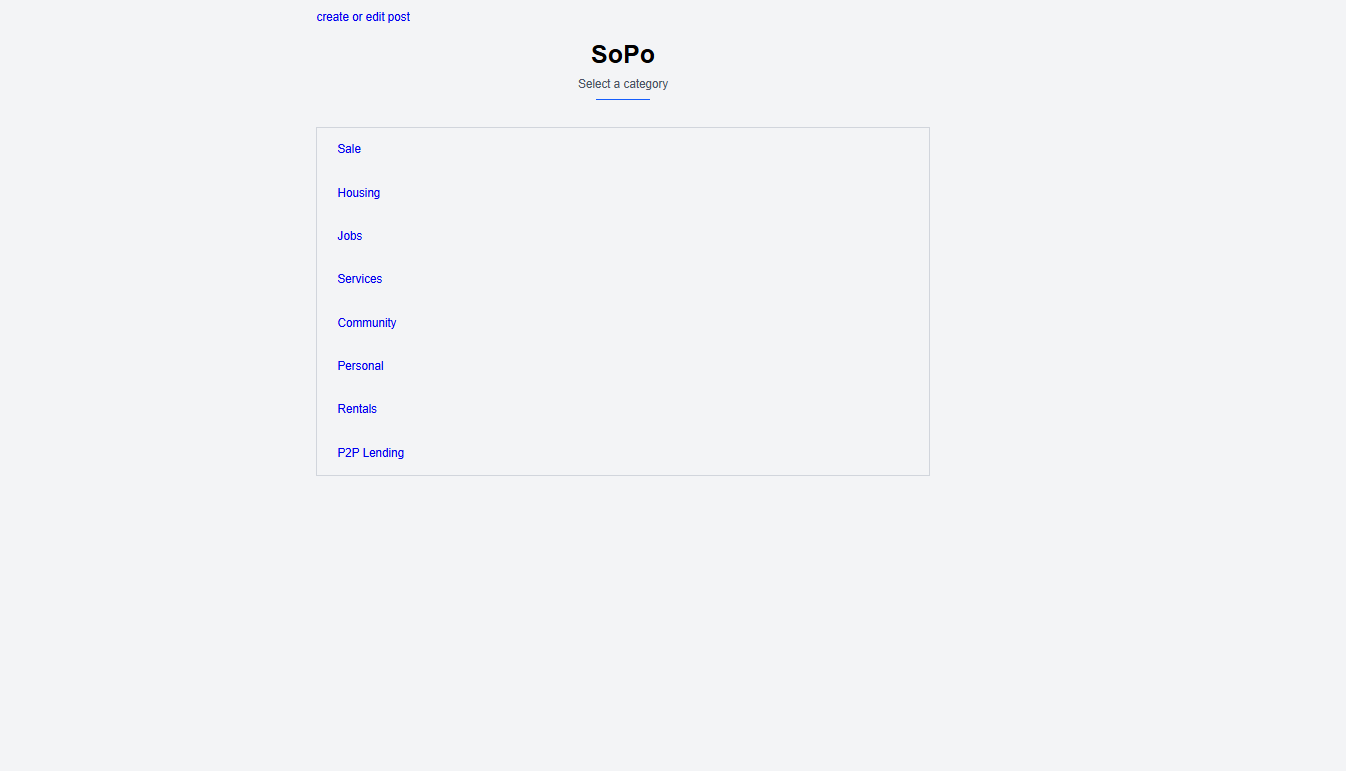 create or edit post
SoPo
Select a category
Sale
Housing
Jobs
Services
Community
Personal
Rentals
P2P Lending